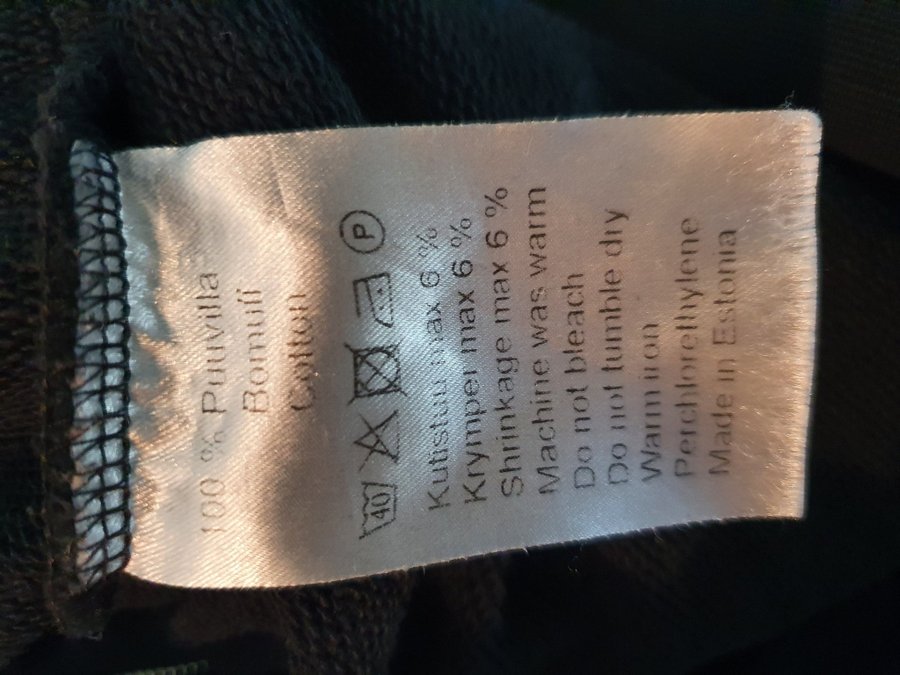 100 % Puuvilla
Bomull
Cotton
40 P
Kutistuu max 6 %
Krymper max 6 %
Shrinkage max 6 %
Machine was warm
Do not bleach
Do not tumble dry
Warm iron
Perchlorethylene
Made in Estonia